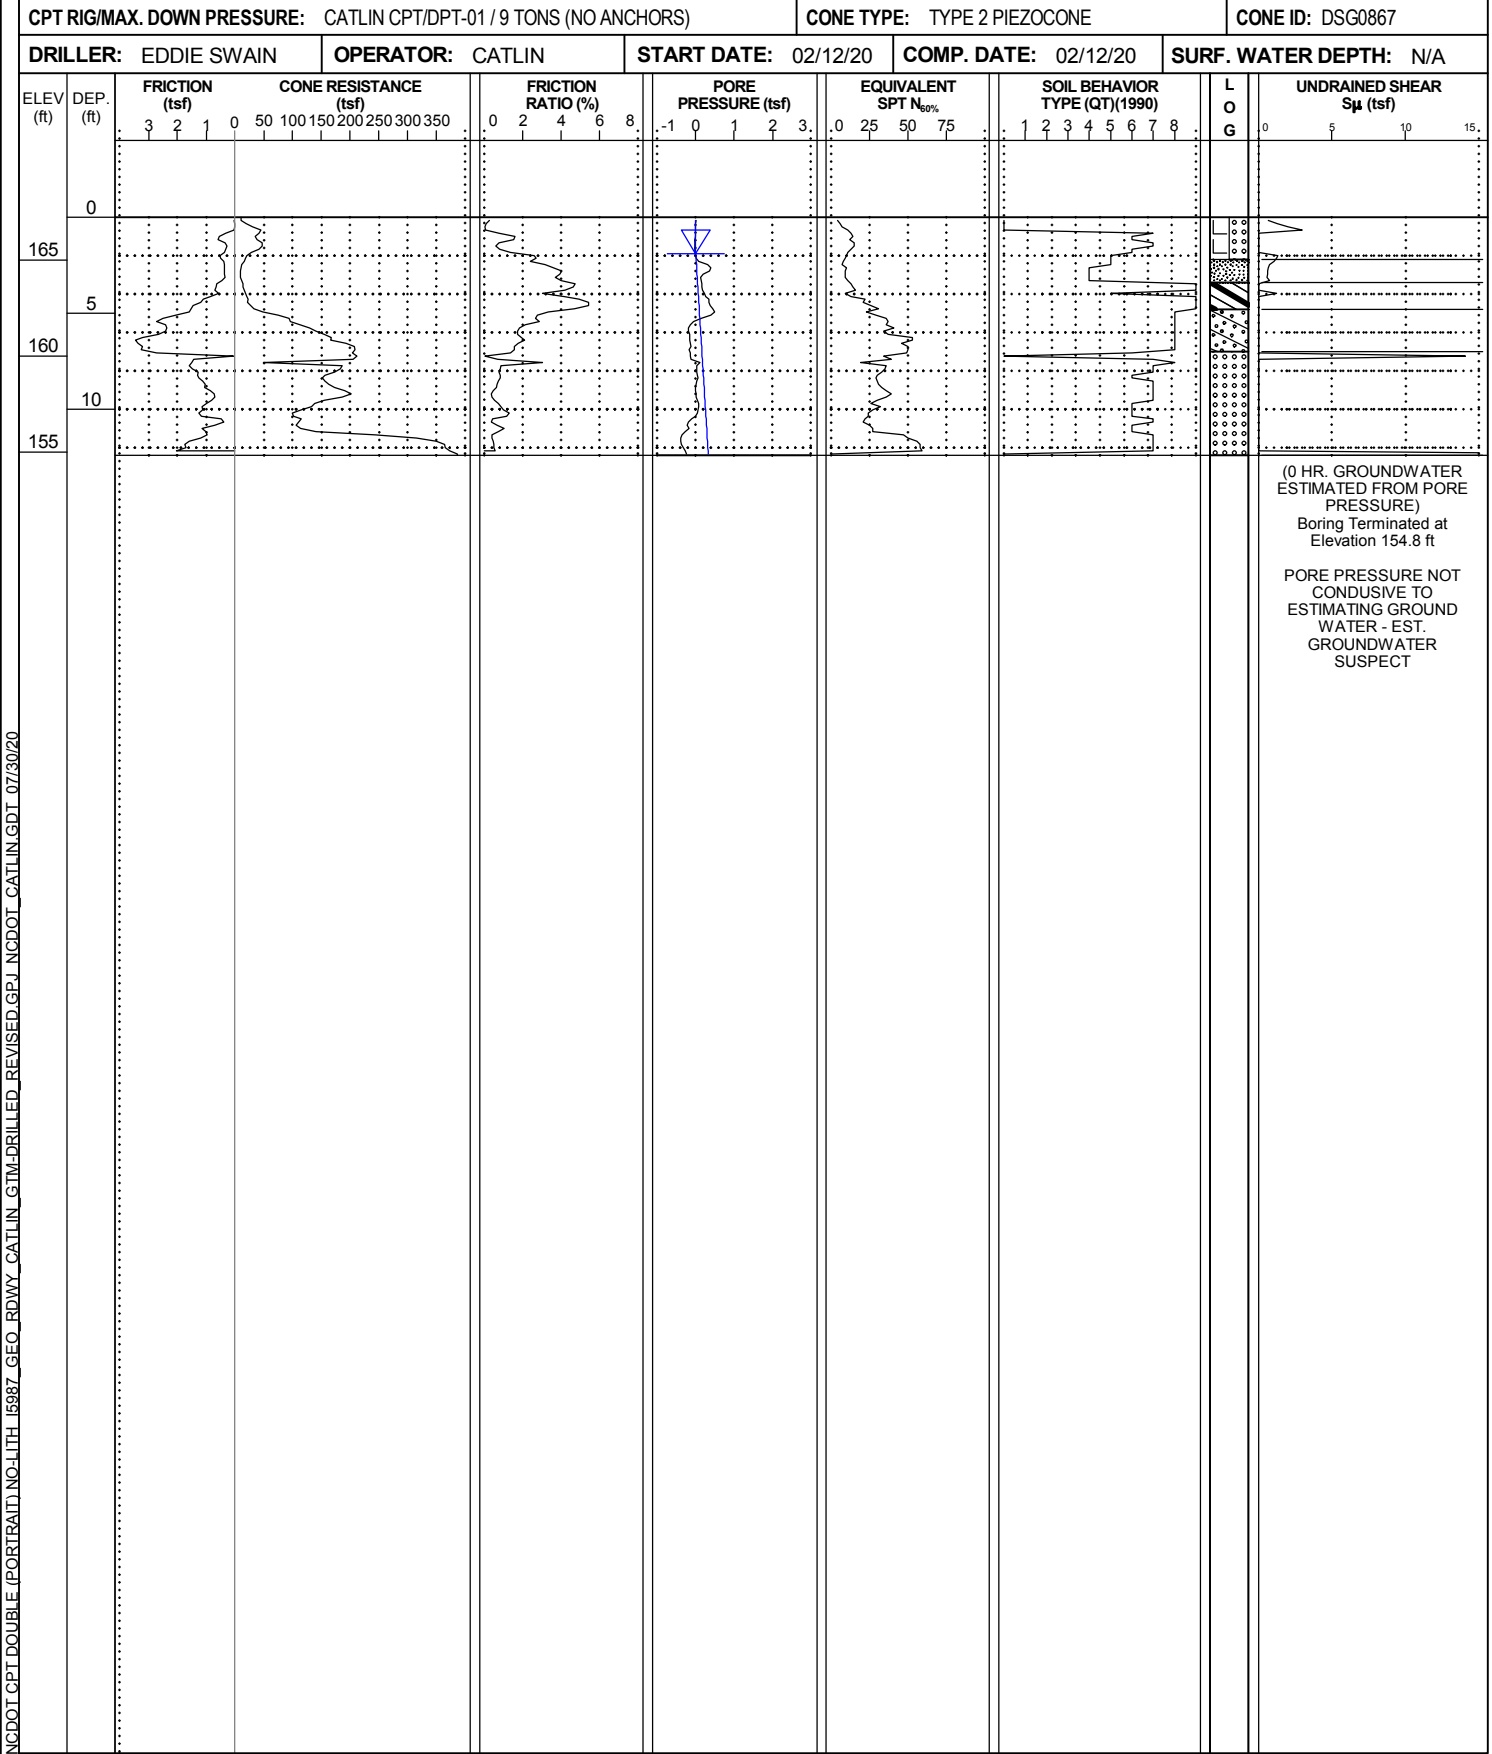 CPT RIG/MAX. DOWN PRESSURE: CATLIN CPT/DPT-01 / 9 TONS (NO ANCHORS) CONE TYPE: TYPE 2 PIEZOCONE CONE ID: DSG0867
DRILLER: EDDIE SWAIN OPERATOR: CATLIN START DATE: 02/12/20 COMP. DATE: 02/12/20 SURF. WATER DEPTH: N/A
ELEV (ft)
DEP. (ft)
FRICTION (tsf)
3 2 1 0
CONE RESISTANCE (tsf)
50 100 150 200 250 300 350
FRICTION RATIO (%)
0 2 4 6 8
PORE PRESSURE (tsf)
-1 0 1 2 3
EQUIVALENT SPT N60%
0 25 50 75
SOIL BEHAVIOR TYPE (QT)(1990)
1 2 3 4 5 6 7 8
LOG
UNDRAINED SHEAR Sµ (tsf)
0 5 10 15
0
165
5
160
10
155
(0 HR. GROUNDWATER
ESTIMATED FROM PORE
PRESSURE)
Boring Terminated at
Elevation 154.8 ft
PORE PRESSURE NOT
CONDUSIVE TO
ESTIMATING GROUND
WATER - EST.
GROUNDWATER
SUSPECT
NCDOT CPT DOUBLE (PORTRAIT) NO-LITH I5987_GEO_RDWY_CATLIN_GTM-DRILLED_REVISED.GPJ NCDOT_CATLIN.GDT 07/30/20